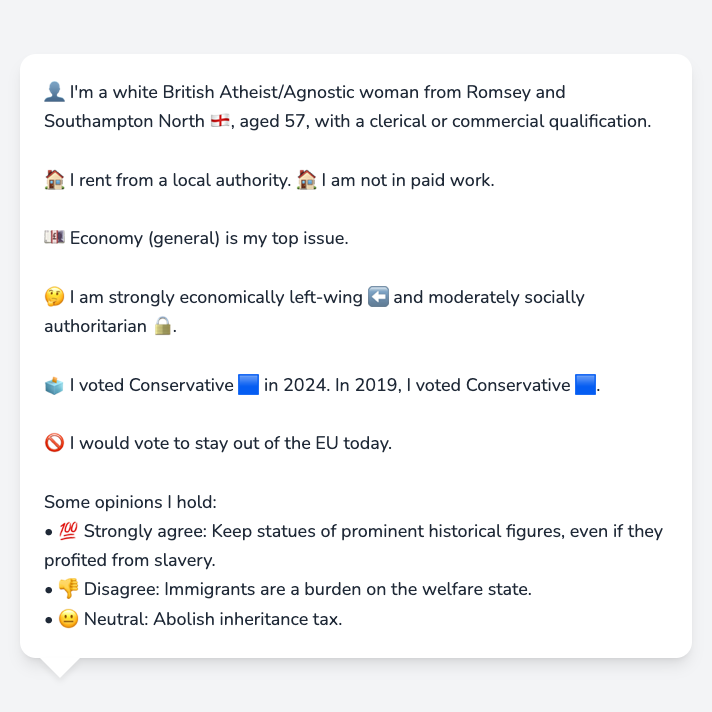 👤 I'm a white British Atheist/Agnostic woman from Romsey and
Southampton North 🏴󠁧󠁢󠁥󠁮󠁧󠁿, aged 57, with a clerical or commercial qualification.
🏠 I rent from a local authority. 🏠 I am not in paid work.
💷 Economy (general) is my top issue.
🤔 I am strongly economically left-wing ⬅️ and moderately socially
authoritarian 🔒.
🗳️ I voted Conservative 🟦 in 2024. In 2019, I voted Conservative 🟦.
🚫 I would vote to stay out of the EU today.
Some opinions I hold:
• 💯 Strongly agree: Keep statues of prominent historical figures, even if they
profited from slavery.
• 👎 Disagree: Immigrants are a burden on the welfare state.
• 😐 Neutral: Abolish inheritance tax.